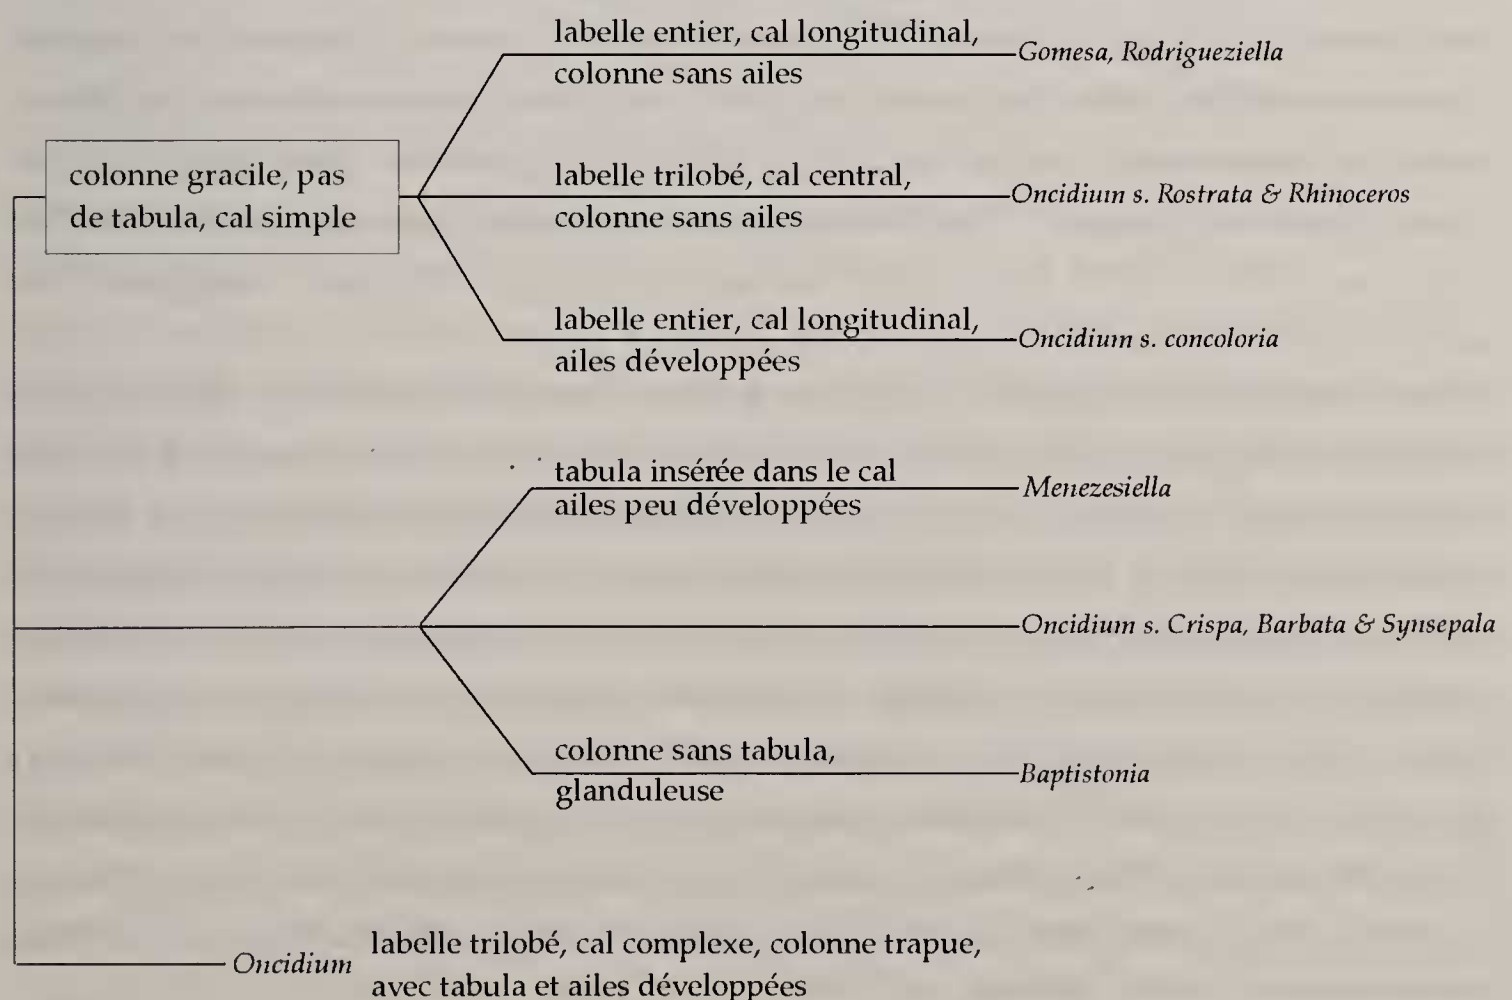 labelle entier, cal longitudinal,
colonne sans ailes
Gomesa, Rodrigueziella
colonne gracile, pas
de tabula, cal simple
labelle trilobé, cal central,
colonne sans ailes
Oncidium s. Rostrata & Rhinoceros
labelle entier, cal longitudinal,
ailes développées
Oncidium s. concoloria
tabula insérée dans le cal
ailes peu développées
Menezesiella
Oncidium s. Crispa, Barbata & Synsepala
colonne sans tabula,
glanduleuse
Baptistonia
Oncidium
labelle trilobé, cal complexe, colonne trapue,
avec tabula et ailes développées